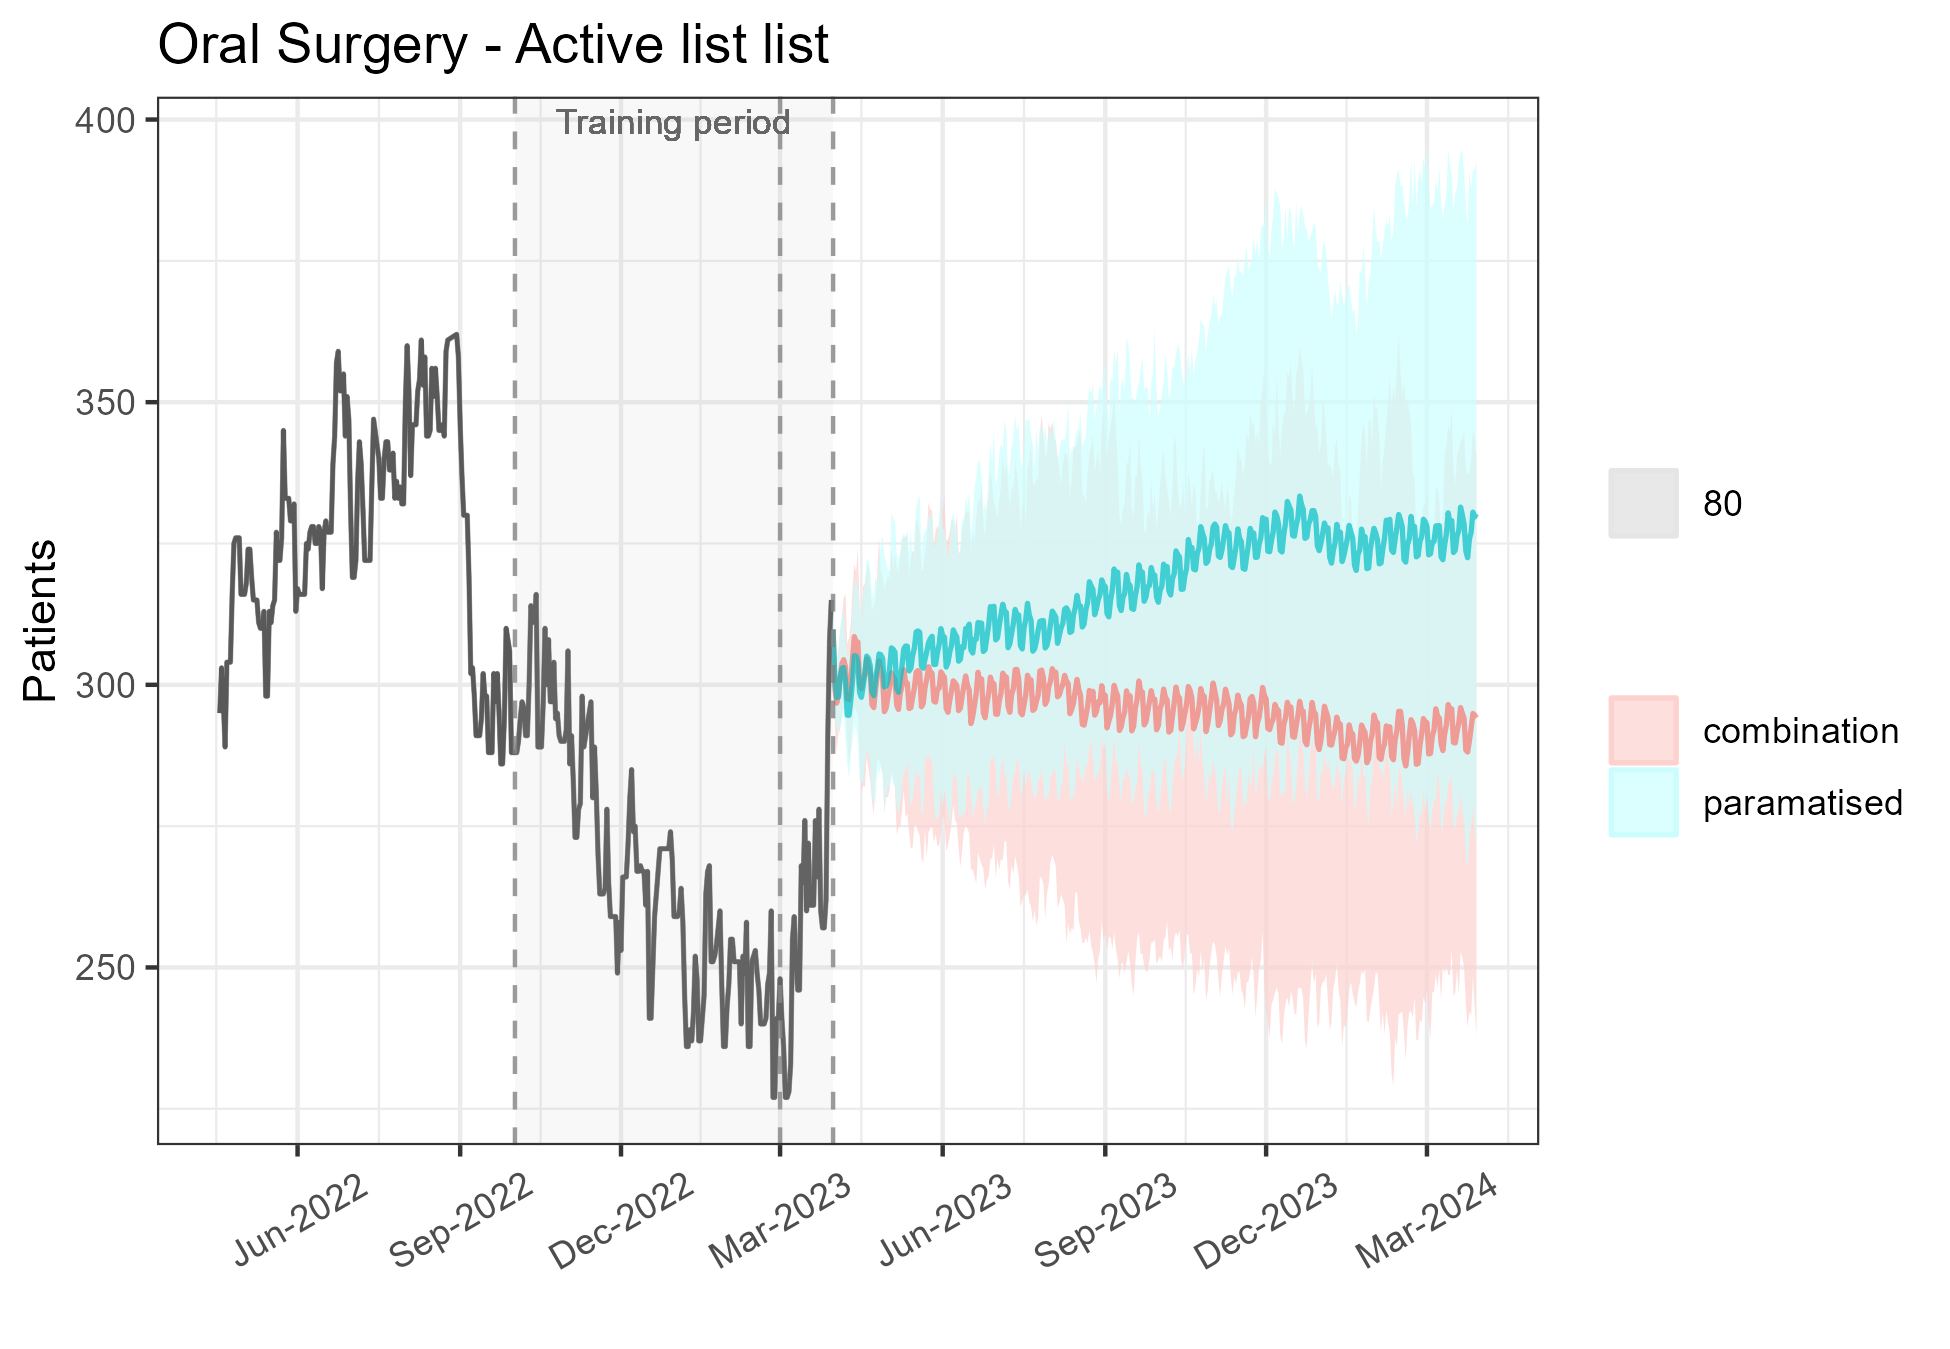 Oral Surgery - Active list list
Training period
400
350
300
250
Patients
Jun-2022
Sep-2022
Dec-2022
Mar-2023
Jun-2023
Sep-2023
Dec-2023
Mar-2024
80
combination
paramatised